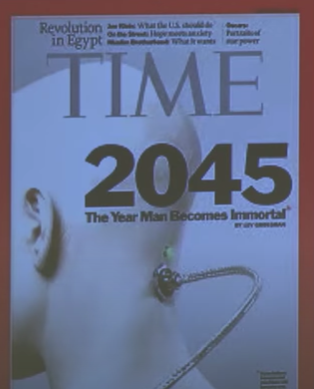 Revolution
in Egypt
Joe Klein: What the U.S. should do
On the Street: Hope meets anxiety
Muslim Brotherhood: What it wants
Oscars:
Portraits of
star power
TIME
2045
The Year Man Becomes Immortal*
BY LEV GROSSMAN